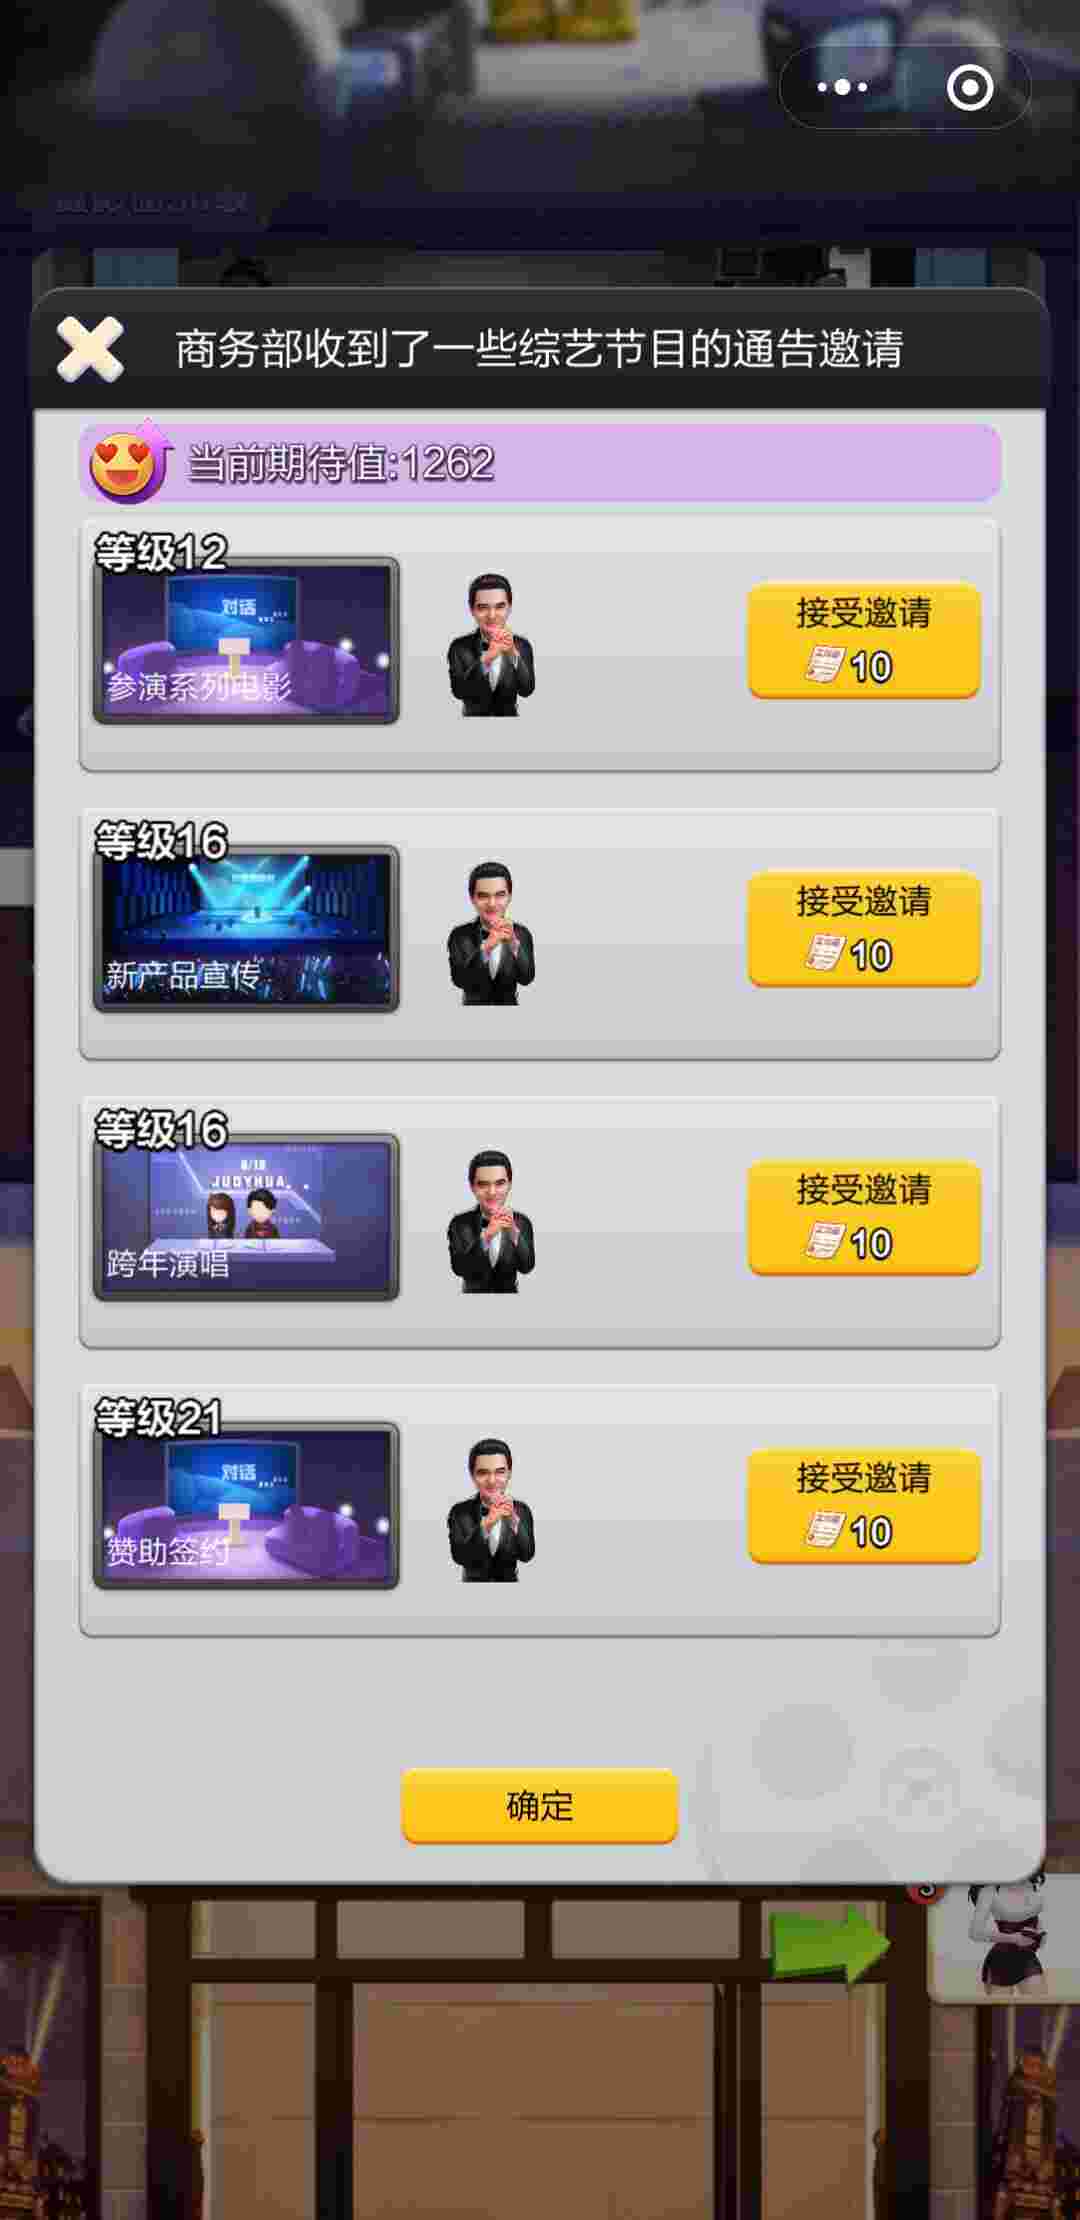 商务部收到了一些综艺节目的通告邀请
当前期待值:1262
等级12
对话
参演系列电影
接受邀请
10
等级16
新产品宣传
接受邀请
10
等级16
8/18
JUDYHUA
跨年演唱
接受邀请
10
等级21
对话
赞助签约
接受邀请
10
确定